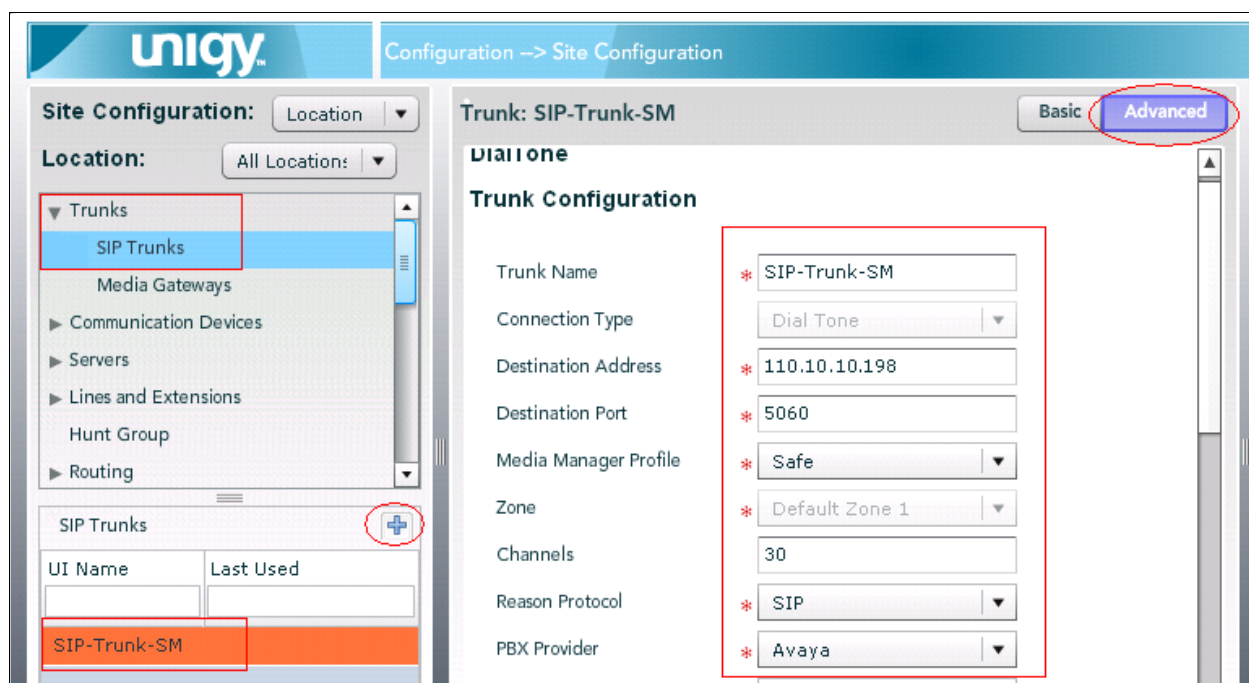 unigy™
Configuration --> Site Configuration
Site Configuration: Location
Location: All Locations
Trunks
SIP Trunks
Media Gateways
Communication Devices
Servers
Lines and Extensions
Hunt Group
Routing
SIP Trunks
UI Name Last Used
SIP-Trunk-SM
Trunk: SIP-Trunk-SM Basic Advanced
DialTone
Trunk Configuration
Trunk Name * SIP-Trunk-SM
Connection Type Dial Tone
Destination Address * 110.10.10.198
Destination Port * 5060
Media Manager Profile * Safe
Zone * Default Zone 1
Channels 30
Reason Protocol * SIP
PBX Provider * Avaya